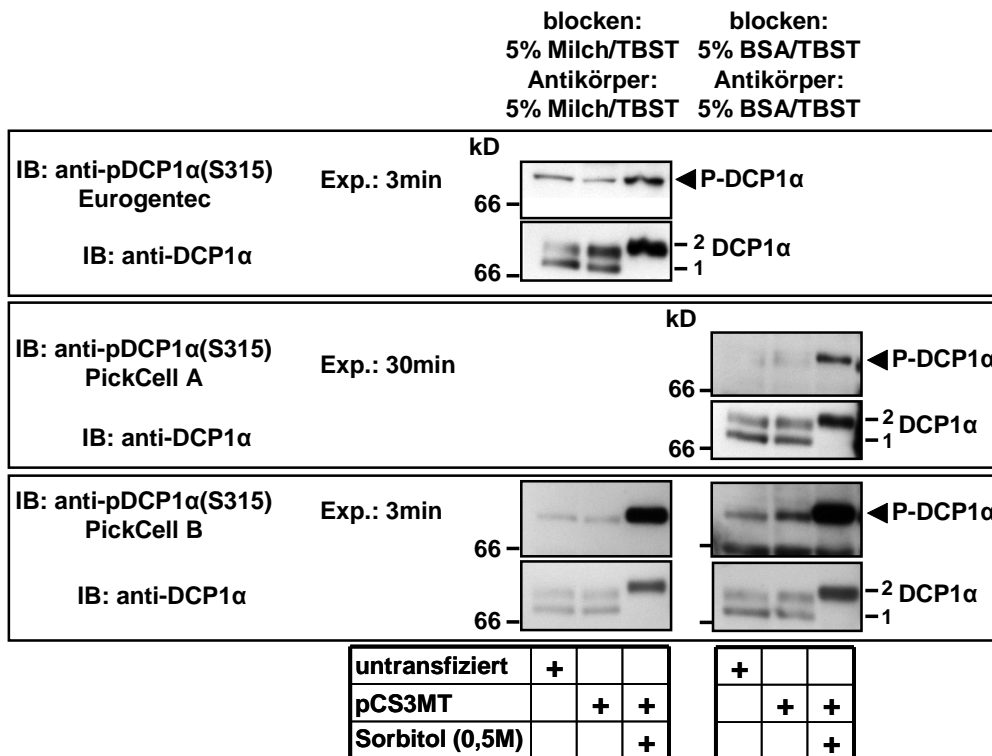 blocken: blocken:
5% Milch/TBST 5% BSA/TBST
Antikörper: Antikörper:
5% Milch/TBST 5% BSA/TBST
kD
IB: anti-pDCP1α(S315) Exp.: 3min P-DCP1α
Eurogentec
66
IB: anti-DCP1α 2 DCP1α
66 1
kD
IB: anti-pDCP1α(S315) Exp.: 30min P-DCP1α
PickCell A
66
IB: anti-DCP1α 2 DCP1α
66 1
IB: anti-pDCP1α(S315) Exp.: 3min P-DCP1α
PickCell B
66
IB: anti-DCP1α 2 DCP1α
66 1
untransfiziert + +
pCS3MT + + + +
Sorbitol (0,5M) + +